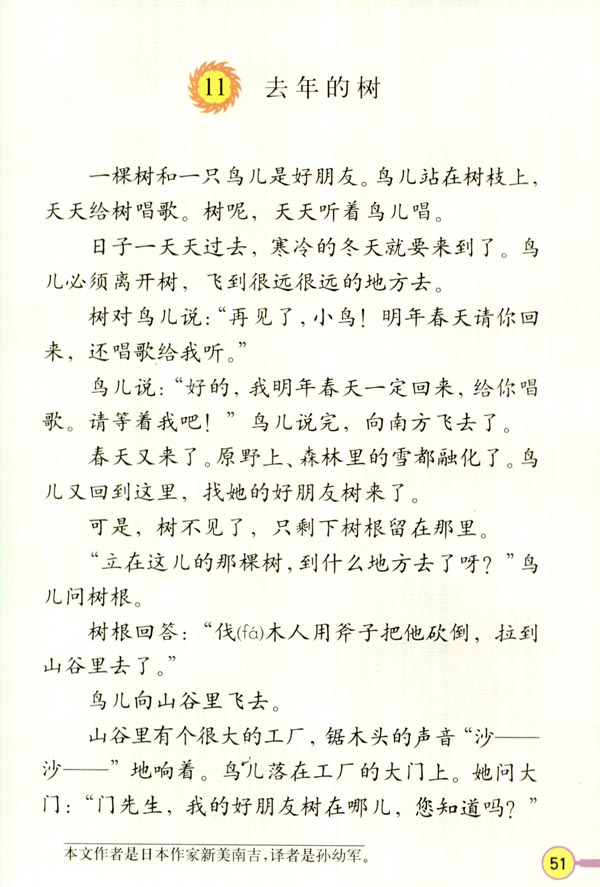 11 去年的树
一棵树和一只鸟儿是好朋友。鸟儿站在树枝上，
天天给树唱歌。树呢，天天听着鸟儿唱。
日子一天天过去，寒冷的冬天就要来到了。鸟
儿必须离开树，飞到很远很远的地方去。
树对鸟儿说：“再见了，小鸟！明年春天请你回
来，还唱歌给我听。”
鸟儿说：“好的，我明年春天一定回来，给你唱
歌。请等着我吧！”鸟儿说完，向南方飞去了。
春天又来了。原野上、森林里的雪都融化了。鸟
儿又回到这里，找她的好朋友树来了。
可是，树不见了，只剩下树根留在那里。
“立在这儿的那棵树，到什么地方去了呀？”鸟
儿问树根。
树根回答：“伐(fá)木人用斧子把他砍倒，拉到
山谷里去了。”
鸟儿向山谷里飞去。
山谷里有个很大的工厂，锯木头的声音“沙——
沙——”地响着。鸟儿落在工厂的大门上。她问大
门：“门先生，我的好朋友树在哪儿，您知道吗？”
本文作者是日本作家新美南吉，译者是孙幼军。
51